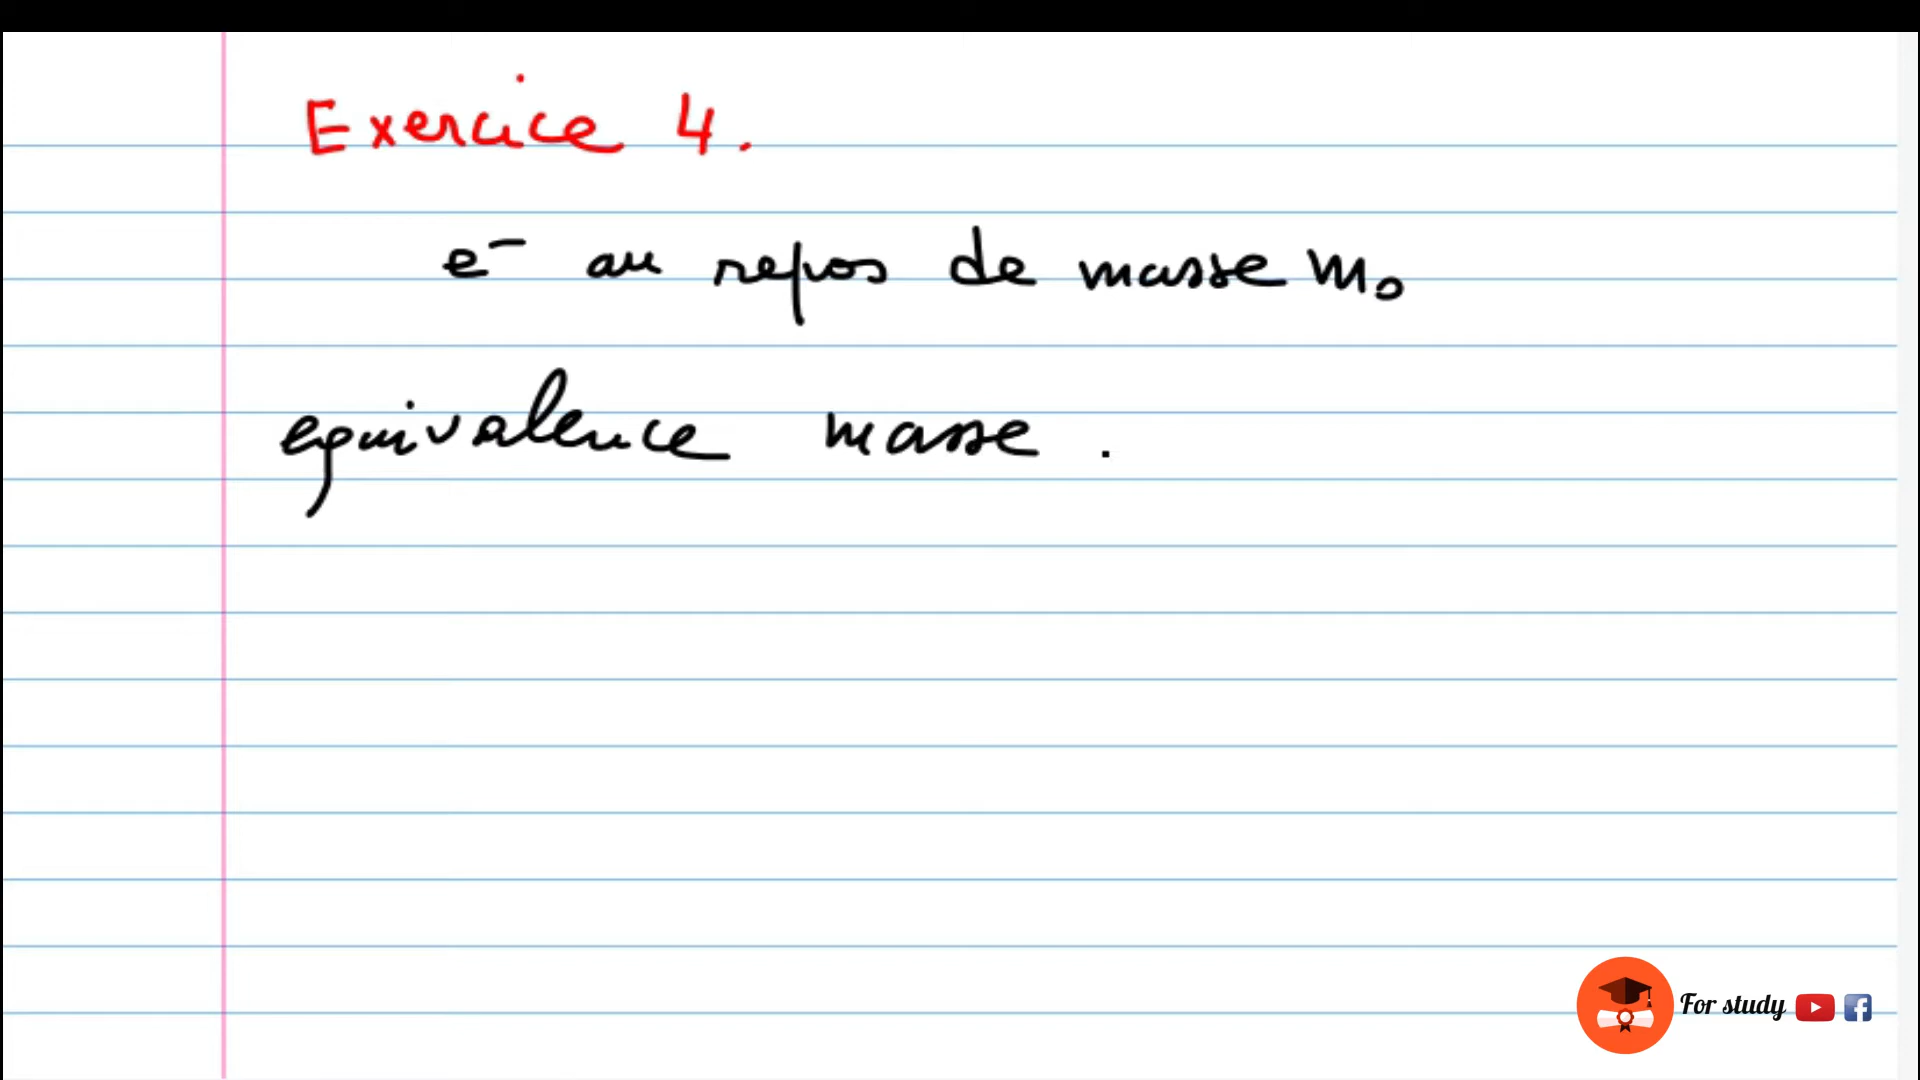 Exercice 4.
e⁻ au repos de masse m₀
equivalence masse .
For study